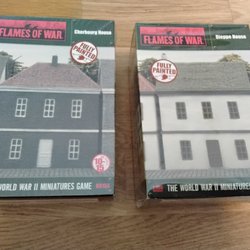 FLAMES OF WAR
Cherbourg House
FULLY
PAINTED
WORLD WAR II MINIATURES GAME
FLAMES OF WAR
Dieppe House
FULLY
PAINTED
THE WORLD WAR II MINIATURES